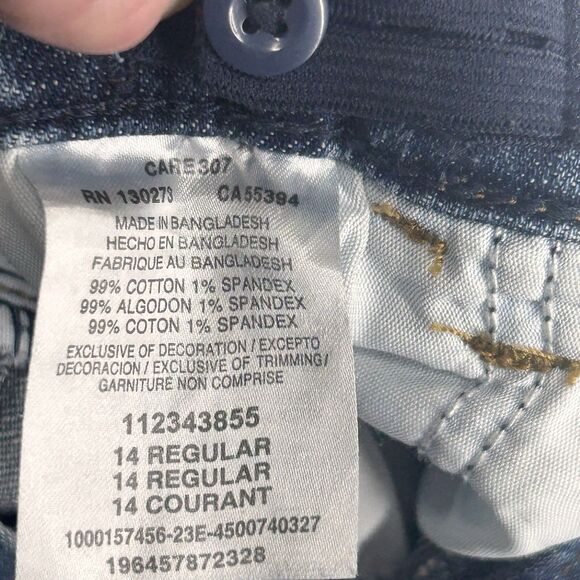 CARE307
RN 130273 CA55394
MADE IN BANGLADESH
HECHO EN BANGLADESH
FABRIQUE AU BANGLADESH
99% COTTON 1% SPANDEX
99% ALGODON 1% SPANDEX
99% COTON 1% SPANDEX
EXCLUSIVE OF DECORATION / EXCEPTO
DECORACION / EXCLUSIVE OF TRIMMING /
GARNITURE NON COMPRISE
112343855
14 REGULAR
14 REGULAR
14 COURANT
1000157456-23E-4500740327
196457872328